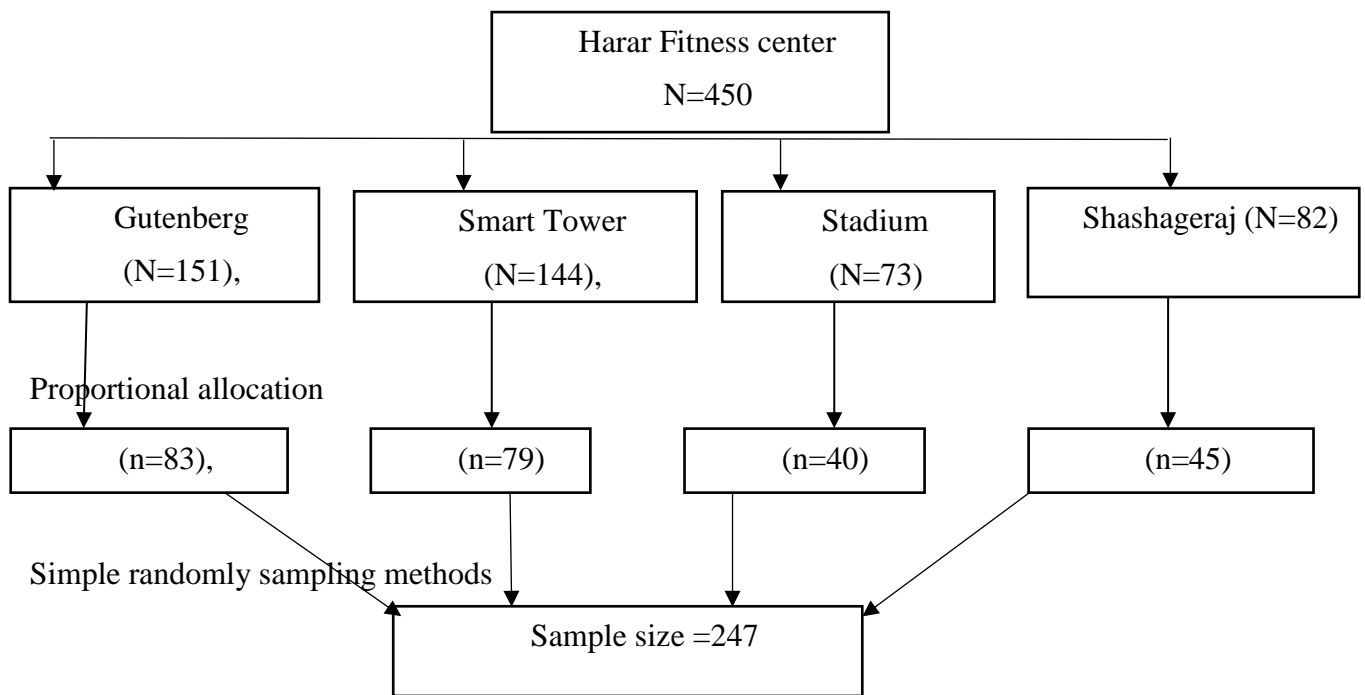 Harar Fitness center
N=450
Gutenberg
(N=151),
Smart Tower
(N=144),
Stadium
(N=73)
Shashageraj (N=82)
Proportional allocation
(n=83),
(n=79)
(n=40)
(n=45)
Simple randomly sampling methods
Sample size =247